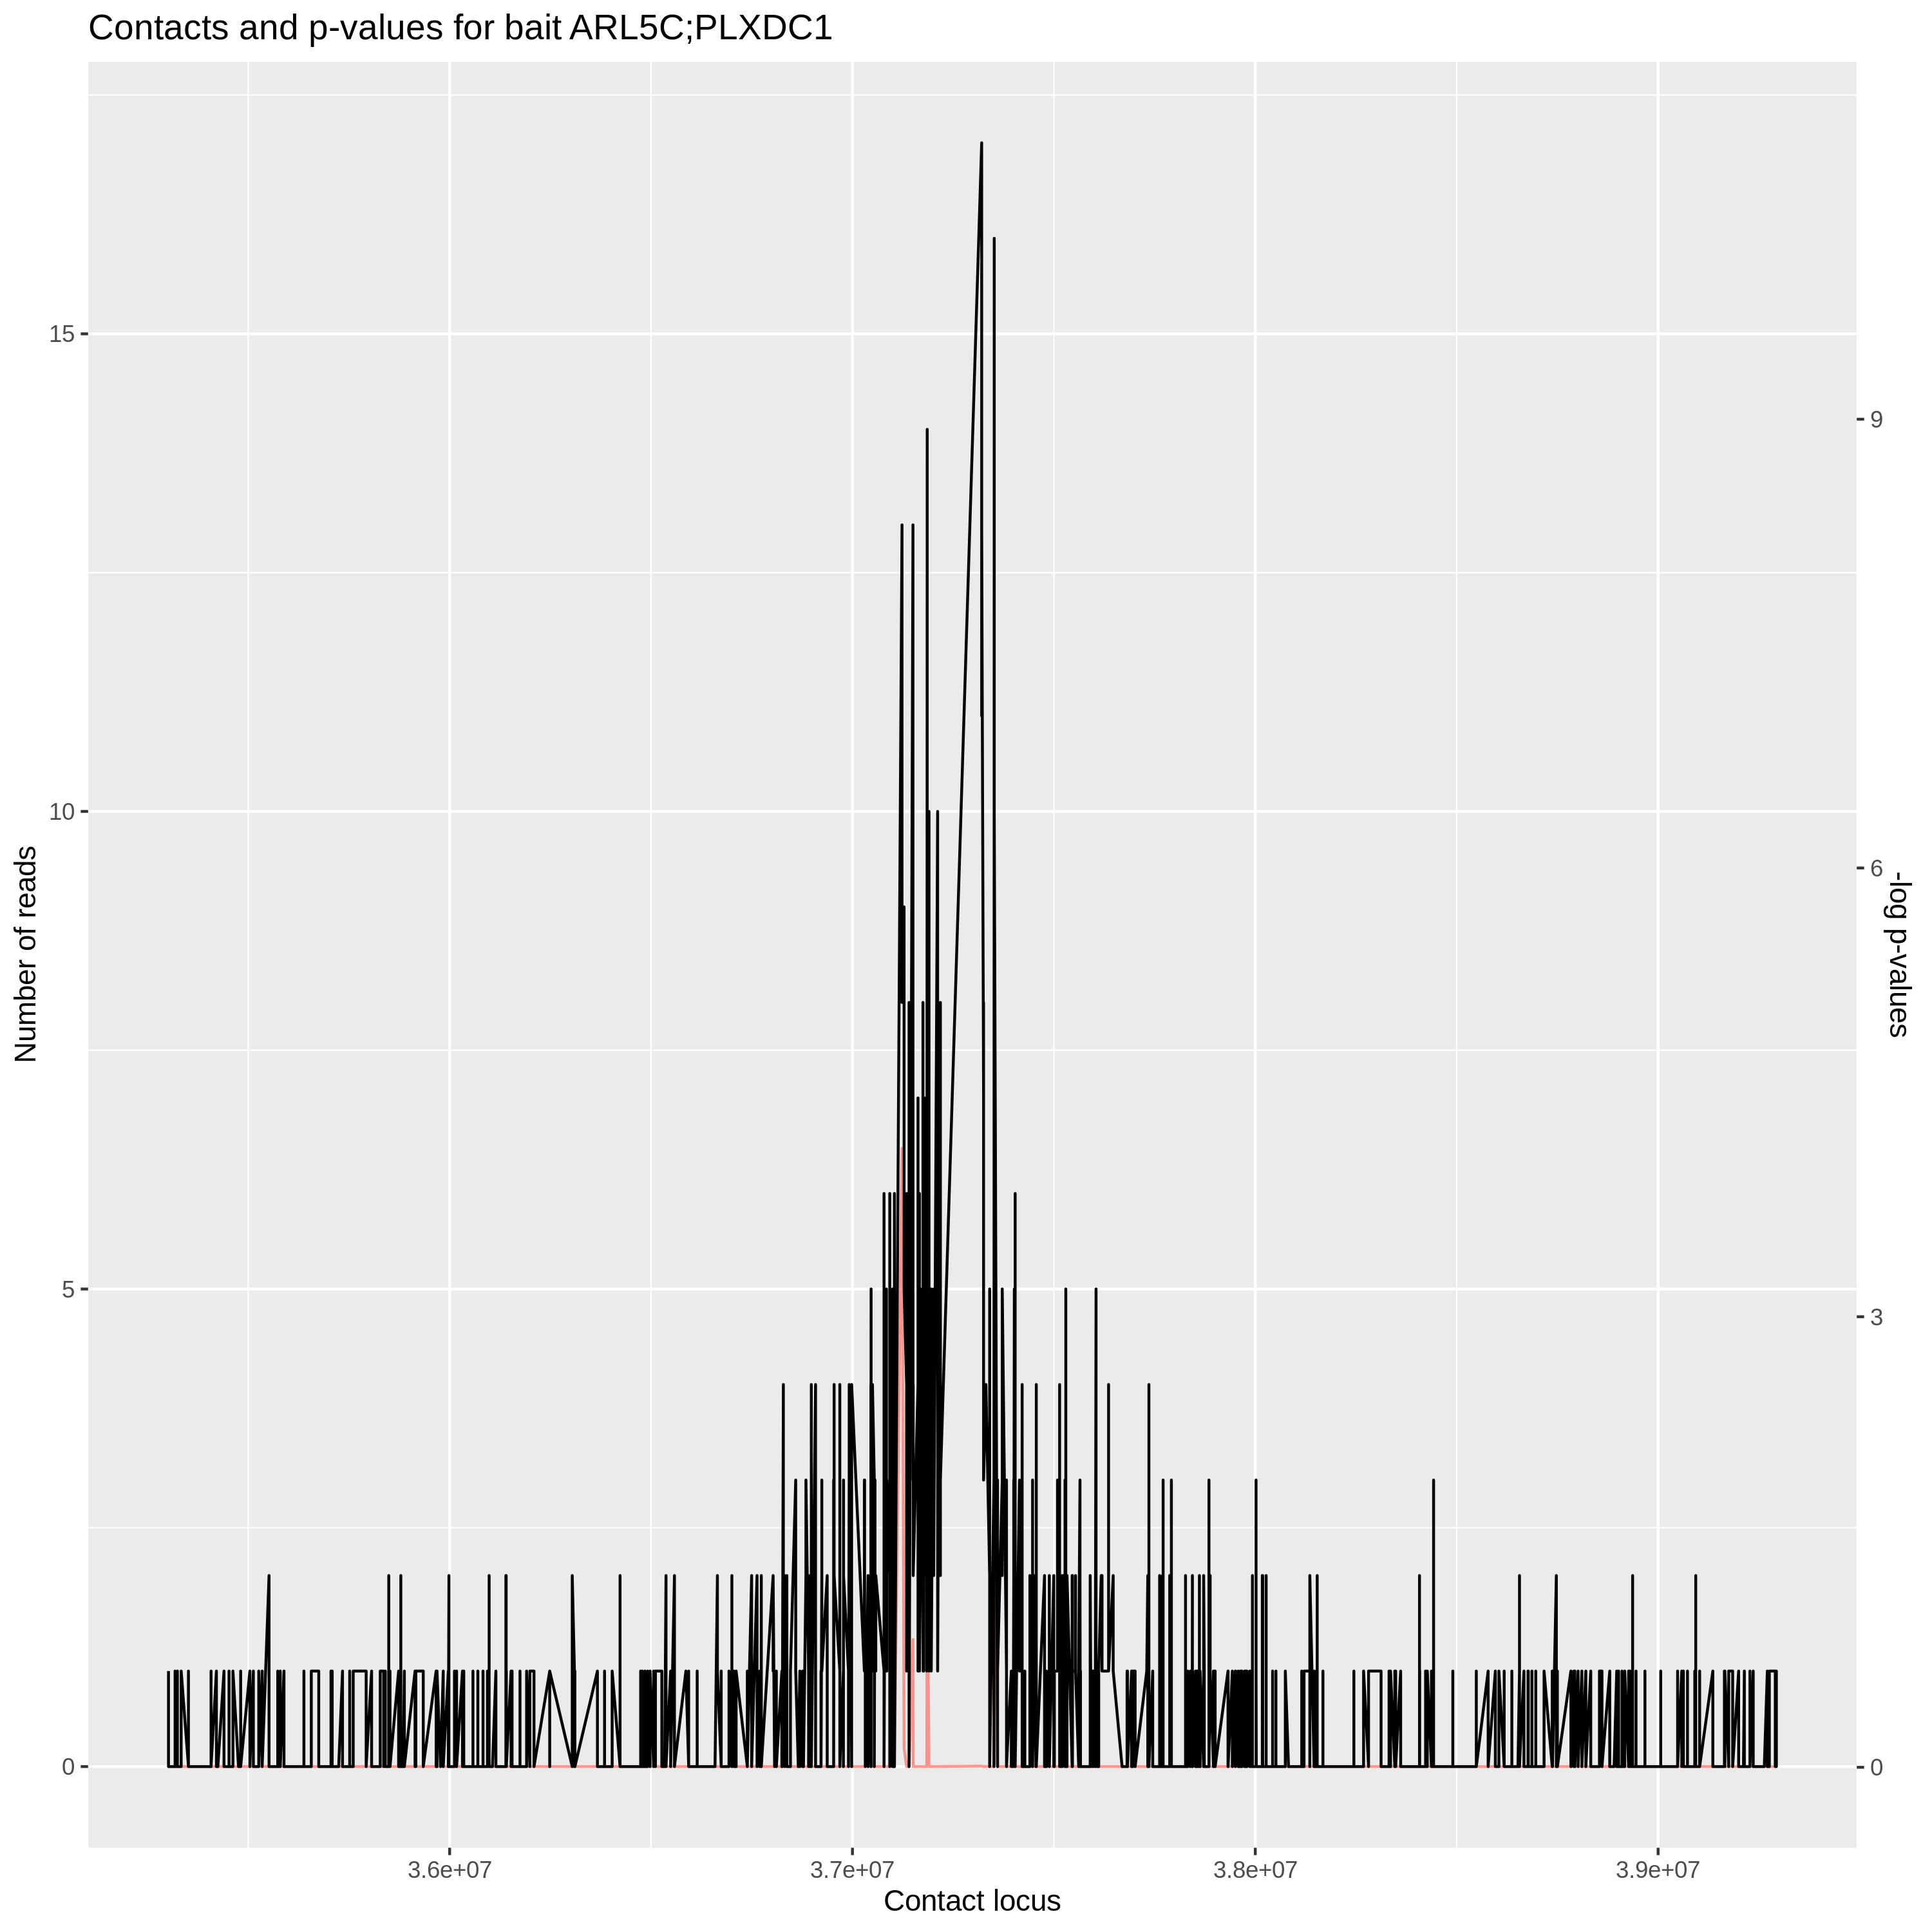 Contacts and p-values for bait ARL5C;PLXDC1
15
10
5
0
Number of reads
9
6
3
0
-log p-values
3.6e+07 3.7e+07 3.8e+07 3.9e+07
Contact locus